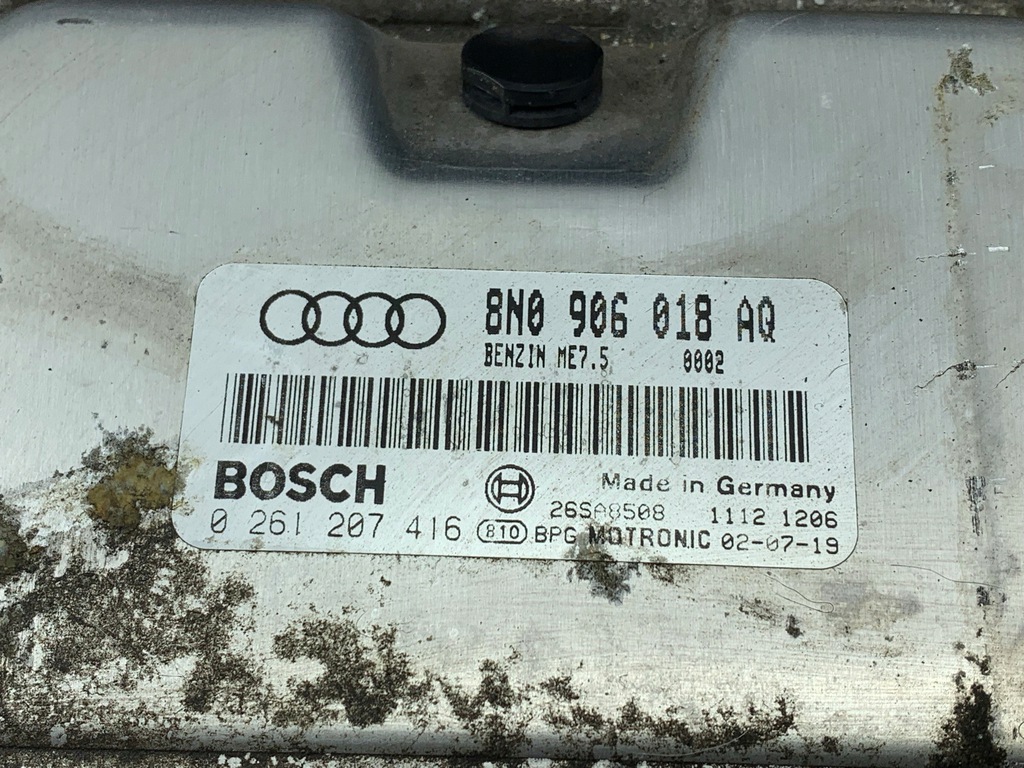 8N0 906 018 AQ
BENZIN ME7.5 0002
BOSCH
Made in Germany
26SA8508 1112 1206
0 261 207 416 810 BPG MOTRONIC 02-07-19